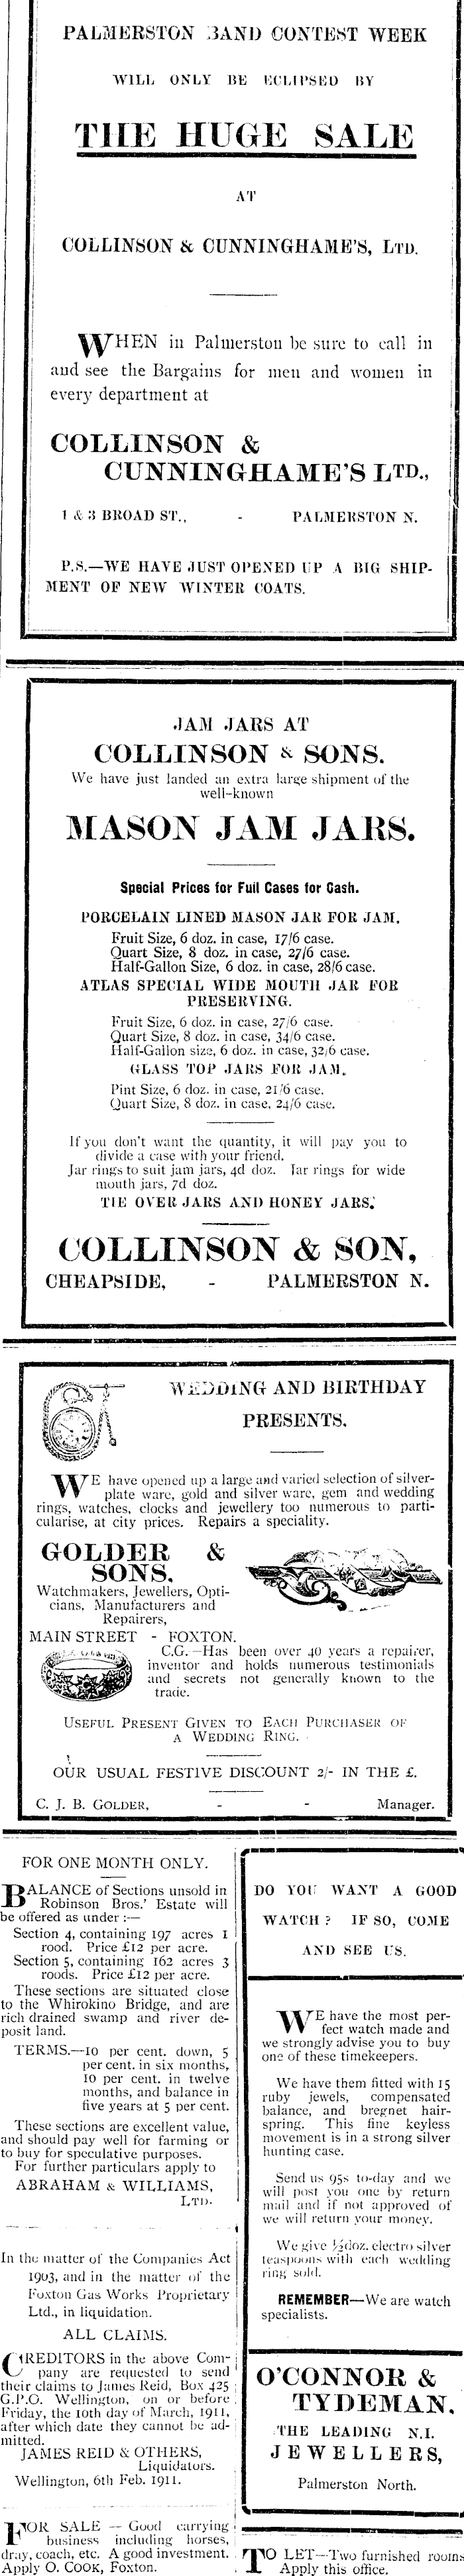 PALMERSTON BAND CONTEST WEEK
WILL ONLY BE ECLIPSED BY
THE HUGE SALE
AT
COLLINSON & CUNNINGHAME'S, LTD.
WHEN in Palmerston be sure to call in
and see the Bargains for men and women in
every department at
COLLINSON &
CUNNINGHAME'S LTD.,
1 & 3 BROAD ST., - PALMERSTON N.
P.S.—WE HAVE JUST OPENED UP A BIG SHIP-
MENT OF NEW WINTER COATS.
JAM JARS AT
COLLINSON & SONS.
We have just landed an extra large shipment of the
well-known
MASON JAM JARS.
Special Prices for Full Cases for Cash.
PORCELAIN LINED MASON JAR FOR JAM.
Fruit Size, 6 doz. in case, 17/6 case.
Quart Size, 8 doz. in case, 27/6 case.
Half-Gallon Size, 6 doz. in case, 28/6 case.
ATLAS SPECIAL WIDE MOUTH JAR FOR
PRESERVING.
Fruit Size, 6 doz. in case, 27/6 case.
Quart Size, 8 doz. in case, 34/6 case.
Half-Gallon size, 6 doz. in case, 32/6 case.
GLASS TOP JARS FOR JAM.
Pint Size, 6 doz. in case, 21/6 case.
Quart Size, 8 doz. in case, 24/6 case.
If you don't want the quantity, it will pay you to
divide a case with your friend.
Jar rings to suit jam jars, 4d doz. Jar rings for wide
mouth jars, 7d doz.
TIE OVER JARS AND HONEY JARS.
COLLINSON & SON,
CHEAPSIDE, - PALMERSTON N.
WEDDING AND BIRTHDAY
PRESENTS.
WE have opened up a large and varied selection of silver-
plate ware, gold and silver ware, gem and wedding
rings, watches, clocks and jewellery too numerous to parti-
cularise, at city prices. Repairs a speciality.
GOLDER &
SONS,
Watchmakers, Jewellers, Opti-
cians, Manufacturers and
Repairers,
MAIN STREET - FOXTON.
C.G.—Has been over 40 years a repairer,
inventor and holds numerous testimonials
and secrets not generally known to the
trade.
USEFUL PRESENT GIVEN TO EACH PURCHASER OF
A WEDDING RING.
OUR USUAL FESTIVE DISCOUNT 2/- IN THE £.
C. J. B. GOLDER, - - Manager.
FOR ONE MONTH ONLY.
BALANCE of Sections unsold in
Robinson Bros.' Estate will
be offered as under :—
Section 4, containing 197 acres 1
rood. Price £12 per acre.
Section 5, containing 162 acres 3
roods. Price £12 per acre.
These sections are situated close
to the Whirokino Bridge, and are
rich drained swamp and river de-
posit land.
TERMS.—10 per cent. down, 5
per cent. in six months,
10 per cent. in twelve
months, and balance in
five years at 5 per cent.
These sections are excellent value,
and should pay well for farming or
to buy for speculative purposes.
For further particulars apply to
ABRAHAM & WILLIAMS,
LTD.
In the matter of the Companies Act
1903, and in the matter of the
Foxton Gas Works Proprietary
Ltd., in liquidation.
ALL CLAIMS.
CREDITORS in the above Com-
pany are requested to send
their claims to James Reid, Box 425
G.P.O. Wellington, on or before
Friday, the 10th day of March, 1911,
after which date they cannot be ad-
mitted.
JAMES REID & OTHERS,
Liquidators.
Wellington, 6th Feb. 1911.
FOR SALE — Good carrying
business including horses,
dray, coach, etc. A good investment.
Apply O. COOK, Foxton.
DO YOU WANT A GOOD
WATCH? IF SO, COME
AND SEE US.
WE have the most per-
fect watch made and
we strongly advise you to buy
one of these timekeepers.
We have them fitted with 15
ruby jewels, compensated
balance, and bregnet hair-
spring. This fine keyless
movement is in a strong silver
hunting case.
Send us 95s to-day and we
will post you one by return
mail and if not approved of
we will return your money.
We give ½doz. electro silver
teaspoons with each wedding
ring sold.
REMEMBER—We are watch
specialists.
O'CONNOR &
TYDEMAN,
THE LEADING N.I.
JEWELLERS,
Palmerston North.
TO LET—Two furnished rooms
Apply this office.